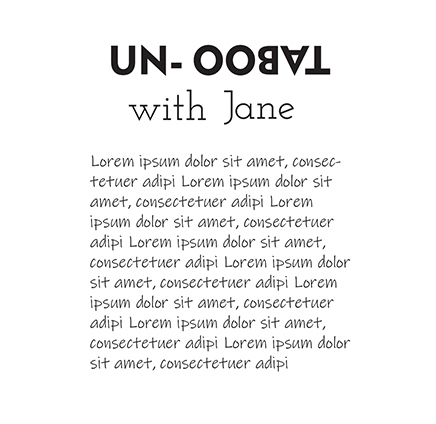 UN- TABOO
with Jane
Lorem ipsum dolor sit amet, consec-
tetuer adipi Lorem ipsum dolor sit
amet, consectetuer adipi Lorem
ipsum dolor sit amet, consectetuer
adipi Lorem ipsum dolor sit amet,
consectetuer adipi Lorem ipsum dolor
sit amet, consectetuer adipi Lorem
ipsum dolor sit amet, consectetuer
adipi Lorem ipsum dolor sit amet,
consectetuer adipi Lorem ipsum dolor
sit amet, consectetuer adipi